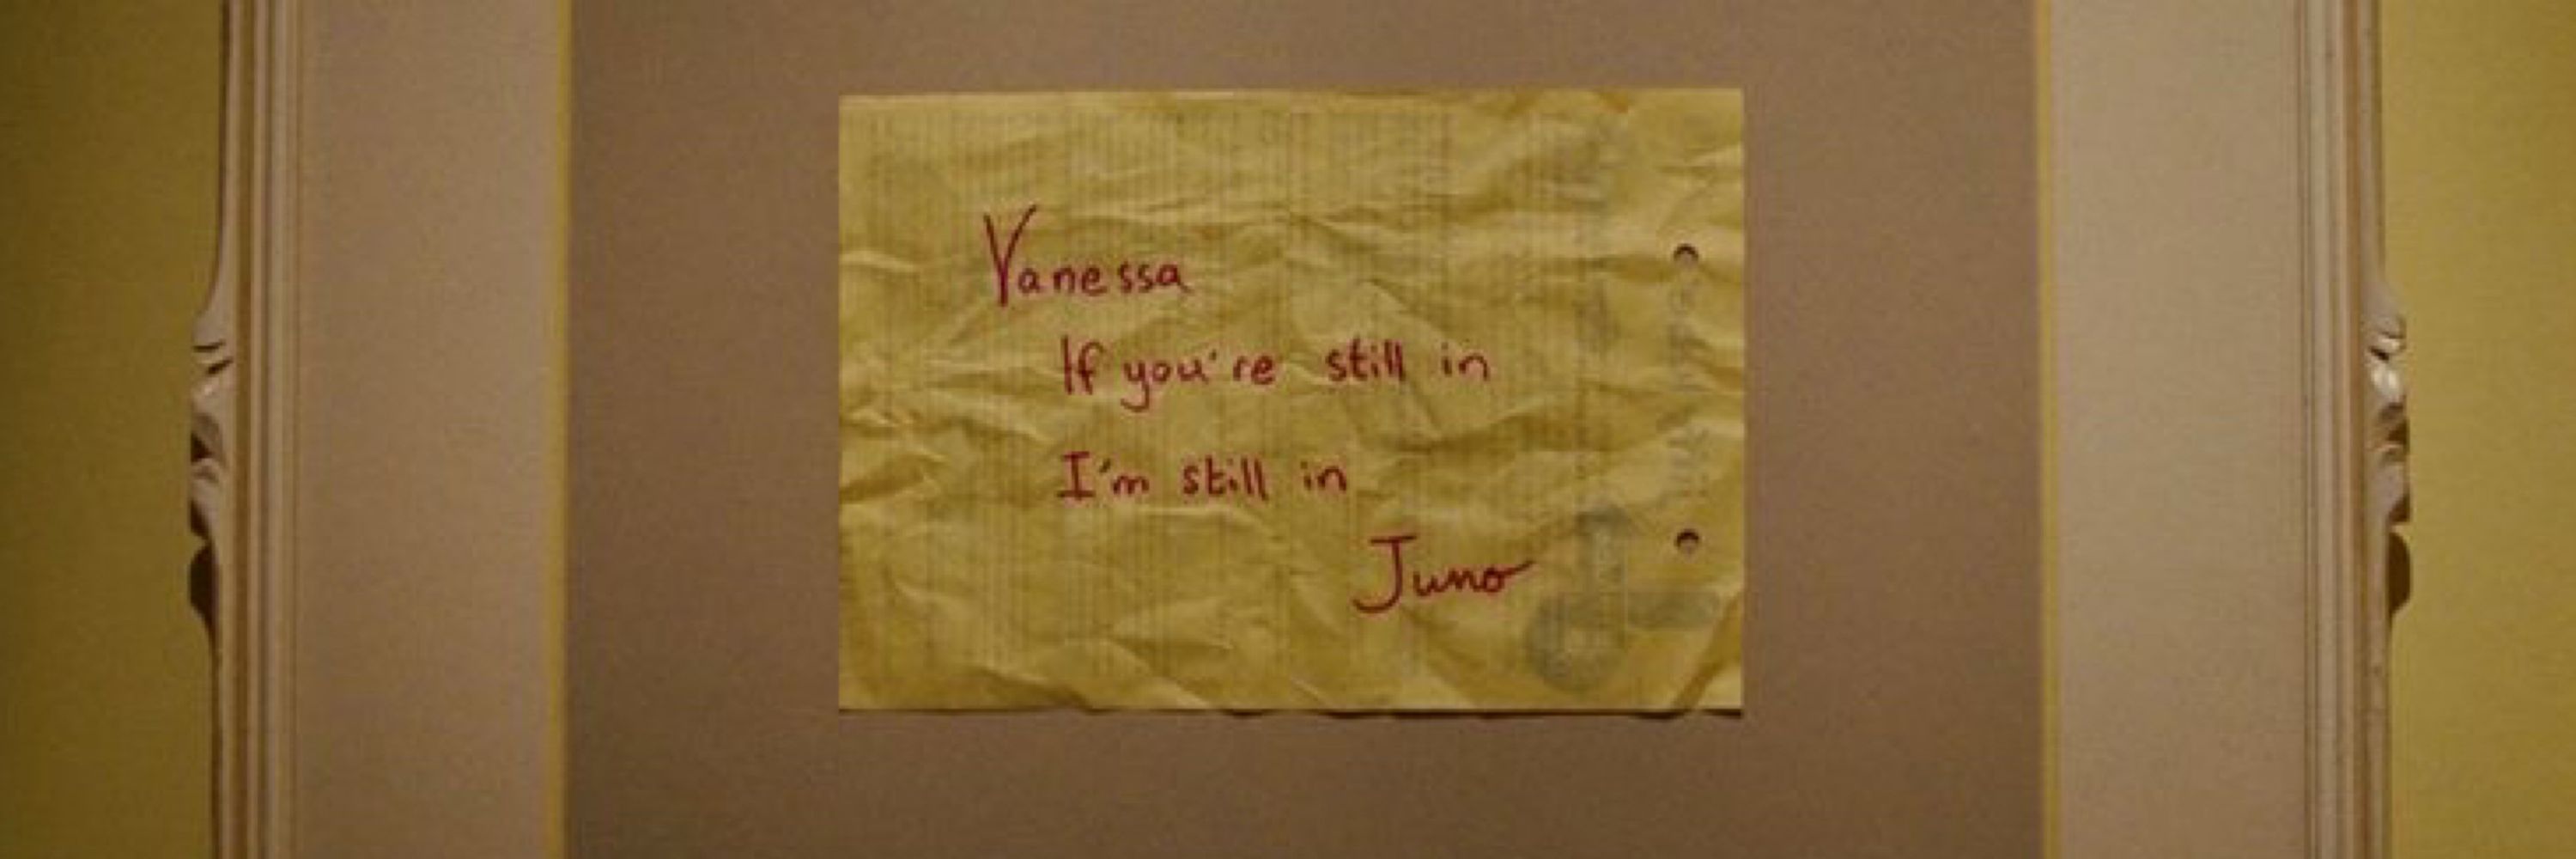 Vanessa
If you're still in
I'm still in
Juno